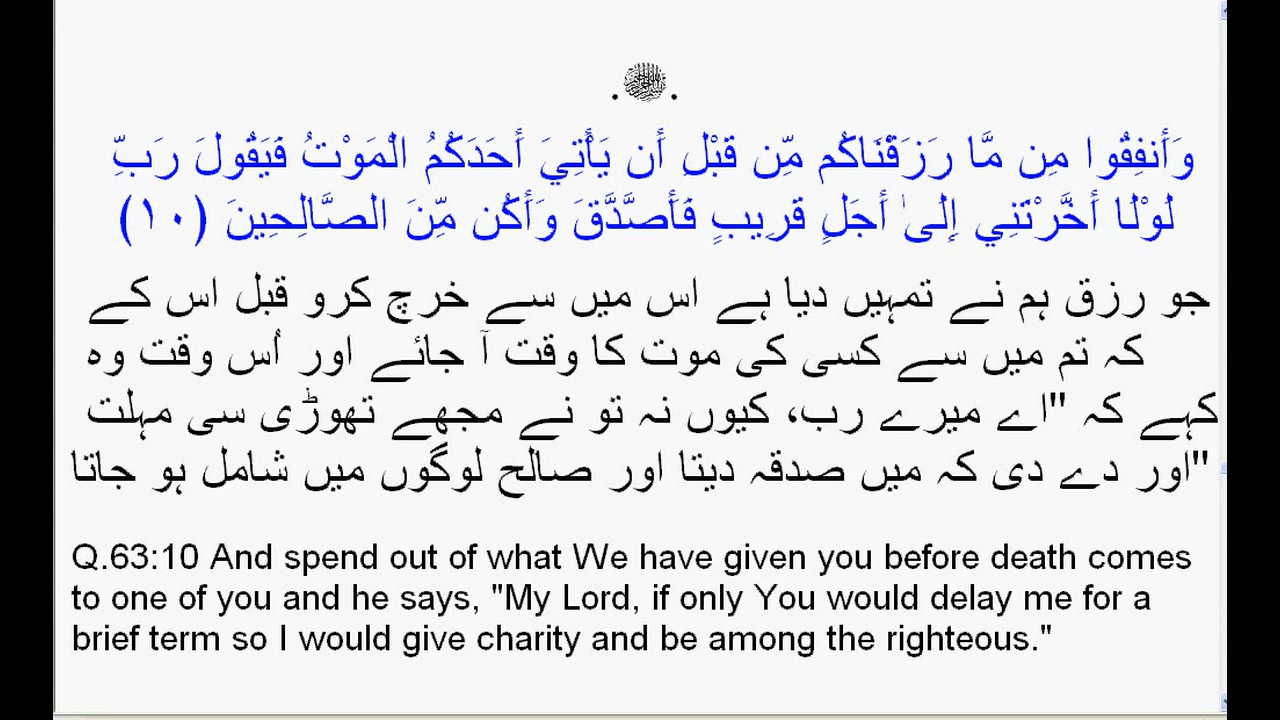 وَأَنفِقُوا مِن مَّا رَزَقْنَاكُم مِّن قَبْلِ أَن يَأْتِيَ أَحَدَكُمُ الْمَوْتُ فَيَقُولَ رَبِّ
لَوْلَا أَخَّرْتَنِي إِلَىٰ أَجَلٍ قَرِيبٍ فَأَصَّدَّقَ وَأَكُن مِّنَ الصَّالِحِينَ (١٠)
جو رزق ہم نے تمہیں دیا ہے اس میں سے خرچ کرو قبل اس کے
کہ تم میں سے کسی کی موت کا وقت آ جائے اور اُس وقت وہ
کہے کہ "اے میرے رب، کیوں نہ تو نے مجھے تھوڑی سی مہلت
اور دے دی کہ میں صدقہ دیتا اور صالح لوگوں میں شامل ہو جاتا"
Q.63:10 And spend out of what We have given you before death comes
to one of you and he says, "My Lord, if only You would delay me for a
brief term so I would give charity and be among the righteous."